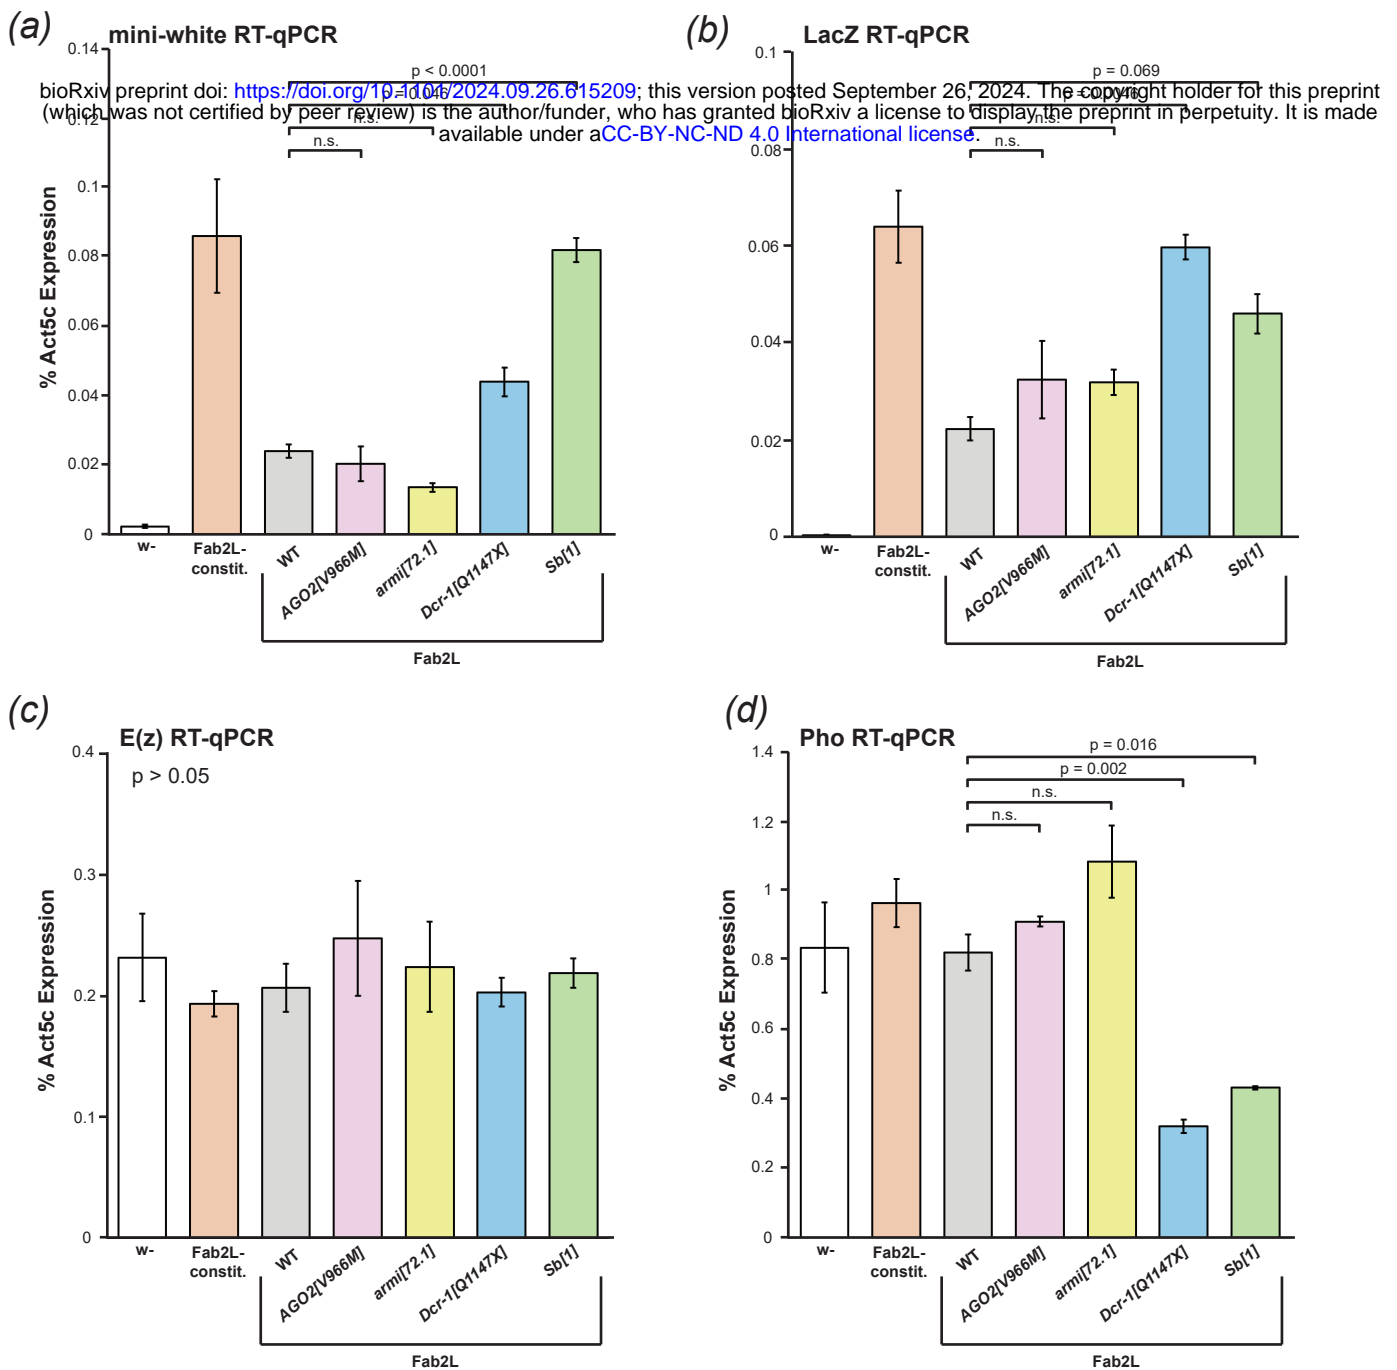 (a)
mini-white RT-qPCR
(b)
LacZ RT-qPCR
bioRxiv preprint doi: https://doi.org/10.1101/2024.09.26.615209; this version posted September 26, 2024. The copyright holder for this preprint
(which was not certified by peer review) is the author/funder, who has granted bioRxiv a license to display the preprint in perpetuity. It is made
available under aCC-BY-NC-ND 4.0 International license.
0.14
0.12
0.1
0.08
0.06
0.04
0.02
0
% Act5c Expression
p < 0.0001
p = 0.046
n.s.
n.s.
w-
Fab2L-
constit.
WT
AGO2[V966M]
armi[72.1]
Dcr-1[Q1147X]
Sb[1]
Fab2L
0.1
0.08
0.06
0.04
0.02
0
p = 0.069
n.s.
n.s.
w-
Fab2L-
constit.
WT
AGO2[V966M]
armi[72.1]
Dcr-1[Q1147X]
Sb[1]
Fab2L
(c)
E(z) RT-qPCR
p > 0.05
0.4
0.3
0.2
0.1
0
% Act5c Expression
w-
Fab2L-
constit.
WT
AGO2[V966M]
armi[72.1]
Dcr-1[Q1147X]
Sb[1]
Fab2L
(d)
Pho RT-qPCR
1.4
1.2
1
0.8
0.6
0.4
0.2
0
% Act5c Expression
p = 0.016
p = 0.002
n.s.
n.s.
w-
Fab2L-
constit.
WT
AGO2[V966M]
armi[72.1]
Dcr-1[Q1147X]
Sb[1]
Fab2L